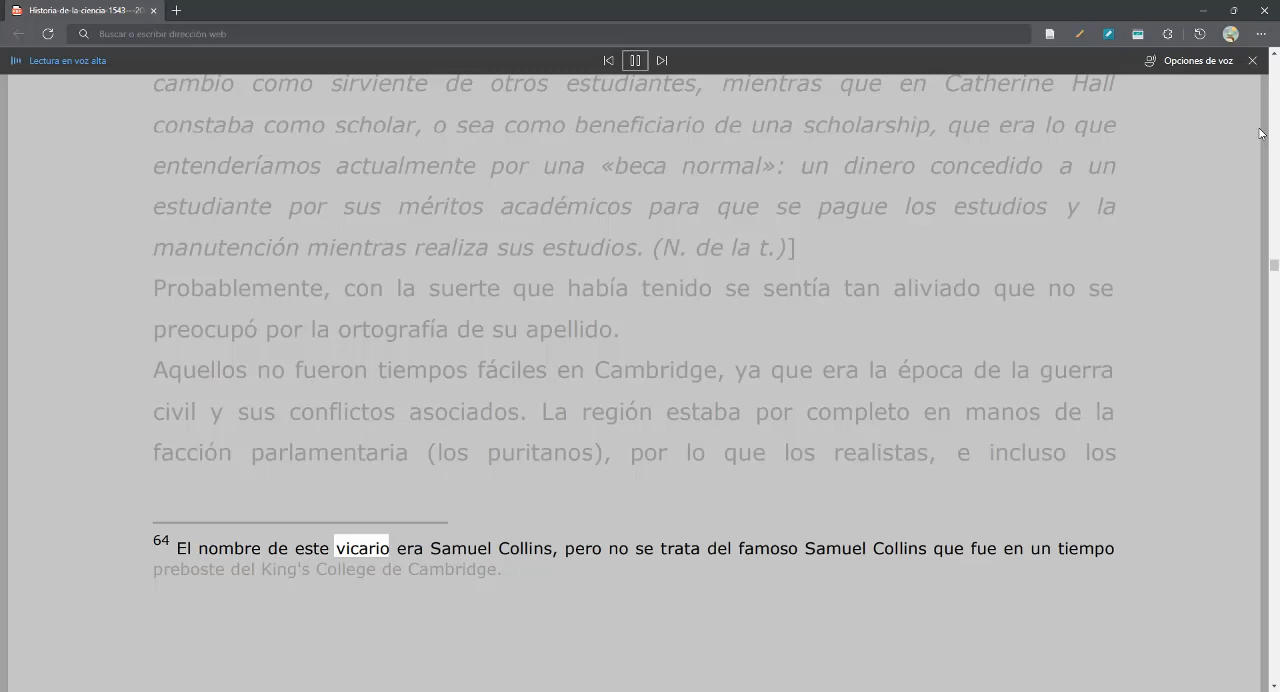 Historia-de-la-ciencia-1543---20
Buscar o escribir dirección web
Lectura en voz alta
Opciones de voz
cambio como sirviente de otros estudiantes, mientras que en Catherine Hall
constaba como scholar, o sea como beneficiario de una scholarship, que era lo que
entenderíamos actualmente por una «beca normal»: un dinero concedido a un
estudiante por sus méritos académicos para que se pague los estudios y la
manutención mientras realiza sus estudios. (N. de la t.)]
Probablemente, con la suerte que había tenido se sentía tan aliviado que no se
preocupó por la ortografía de su apellido.
Aquellos no fueron tiempos fáciles en Cambridge, ya que era la época de la guerra
civil y sus conflictos asociados. La región estaba por completo en manos de la
facción parlamentaria (los puritanos), por lo que los realistas, e incluso los
64 El nombre de este vicario era Samuel Collins, pero no se trata del famoso Samuel Collins que fue en un tiempo
preboste del King's College de Cambridge.